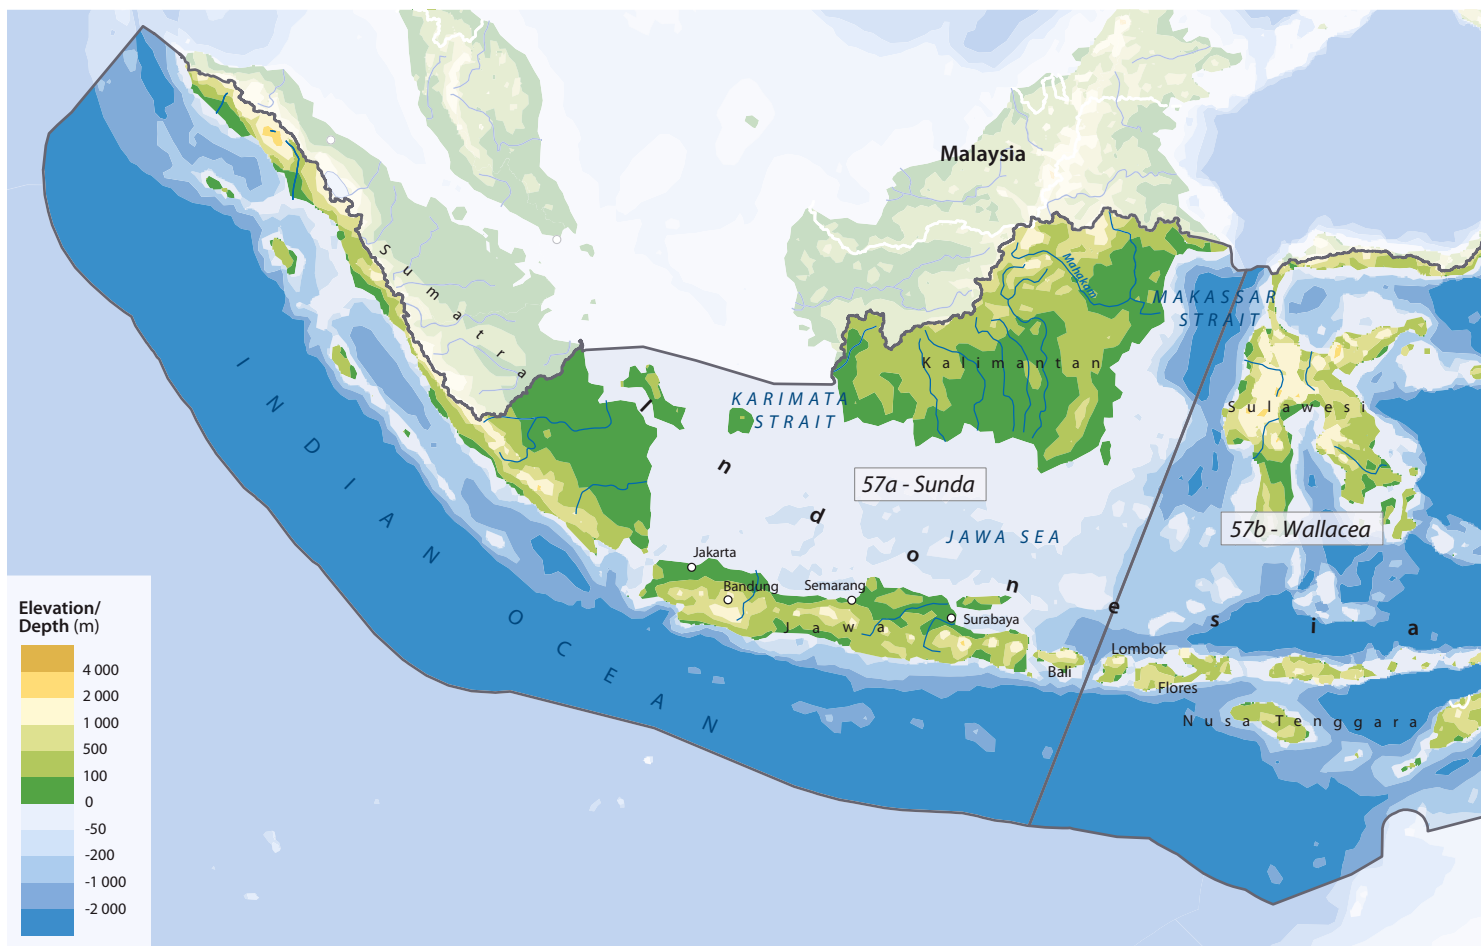 Malaysia
Sumatra
Mahakam
MAKASSAR
STRAIT
Kalimantan
KARIMATA
STRAIT
Sulawesi
57a - Sunda
57b - Wallacea
JAWA SEA
Indonesia
INDIAN OCEAN
Jakarta
Bandung
Semarang
Surabaya
Jawa
Bali
Lombok
Flores
Nusa Tenggara
Elevation/
Depth (m)
4 000
2 000
1 000
500
100
0
-50
-200
-1 000
-2 000